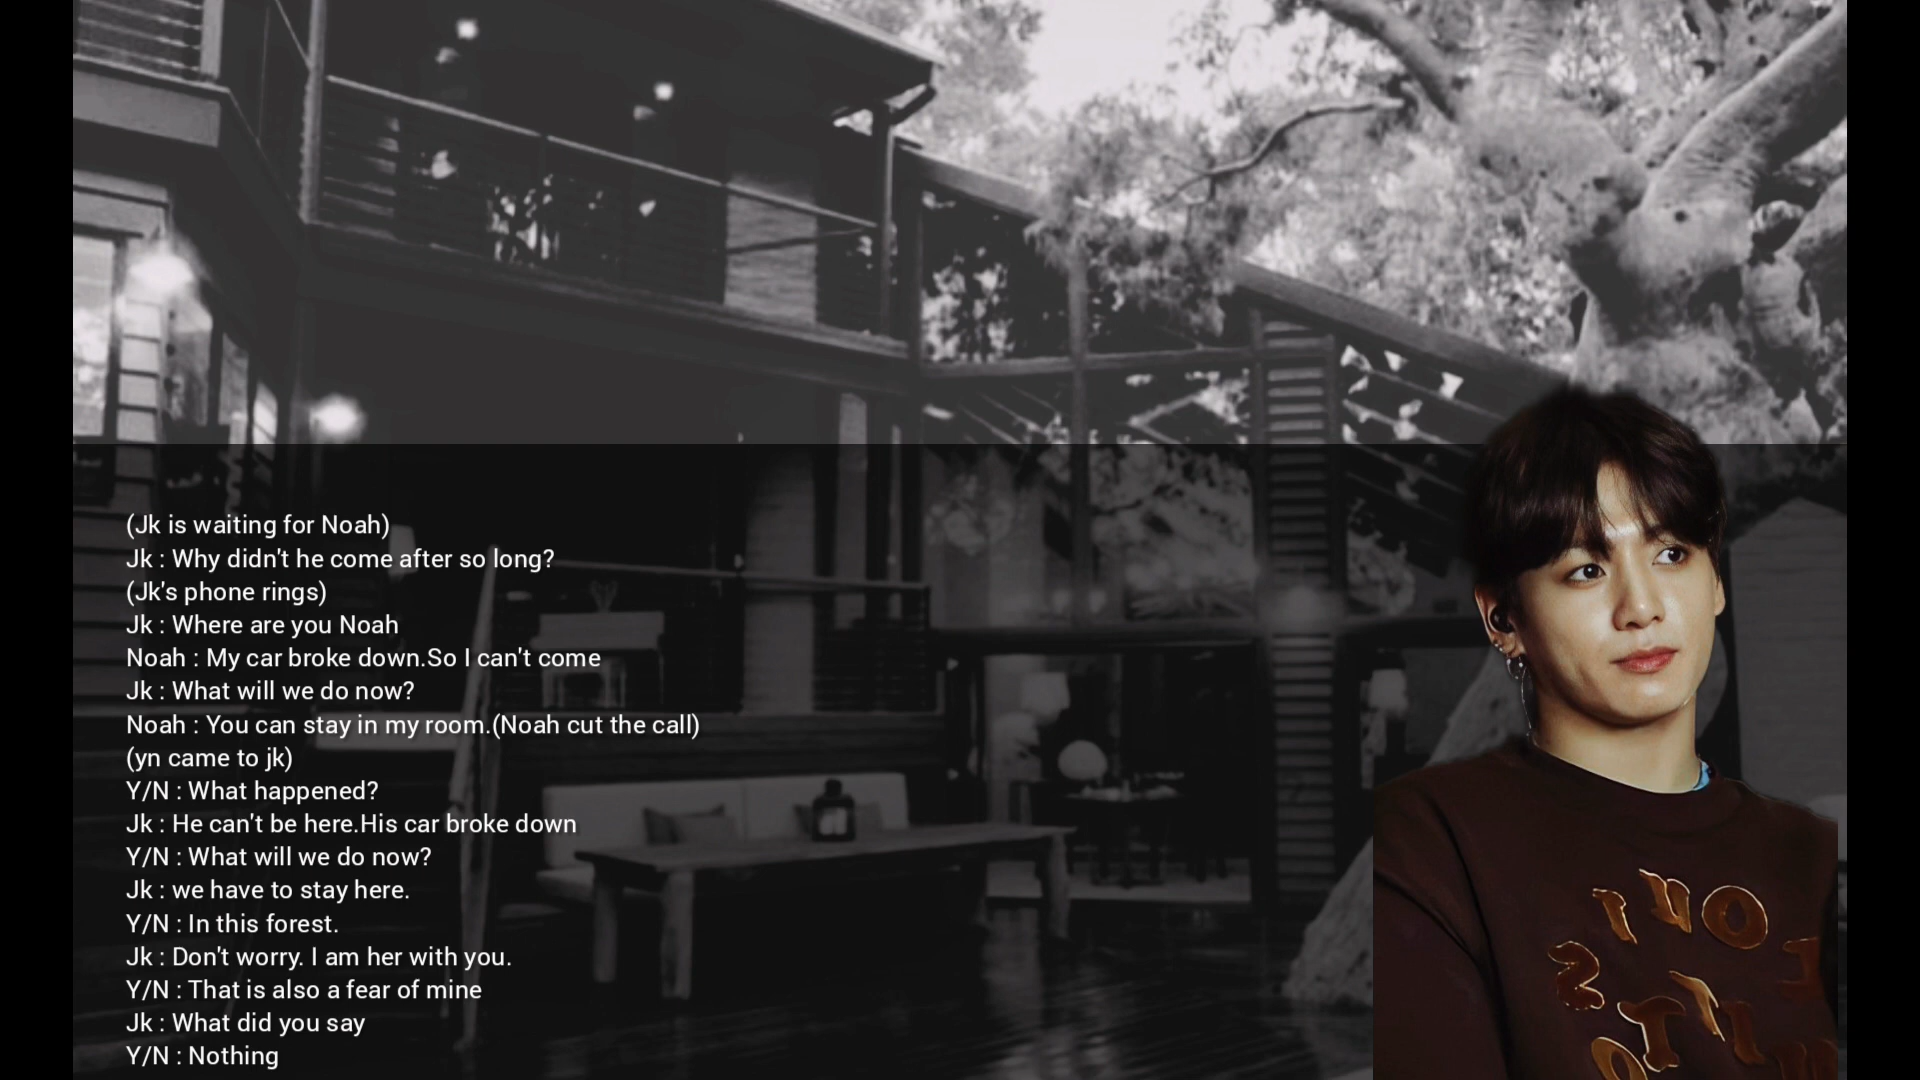 (Jk is waiting for Noah)
Jk : Why didn't he come after so long?
(Jk's phone rings)
Jk : Where are you Noah
Noah : My car broke down.So I can't come
Jk : What will we do now?
Noah : You can stay in my room.(Noah cut the call)
(yn came to jk)
Y/N : What happened?
Jk : He can't be here.His car broke down
Y/N : What will we do now?
Jk : we have to stay here.
Y/N : In this forest.
Jk : Don't worry. I am her with you.
Y/N : That is also a fear of mine
Jk : What did you say
Y/N : Nothing